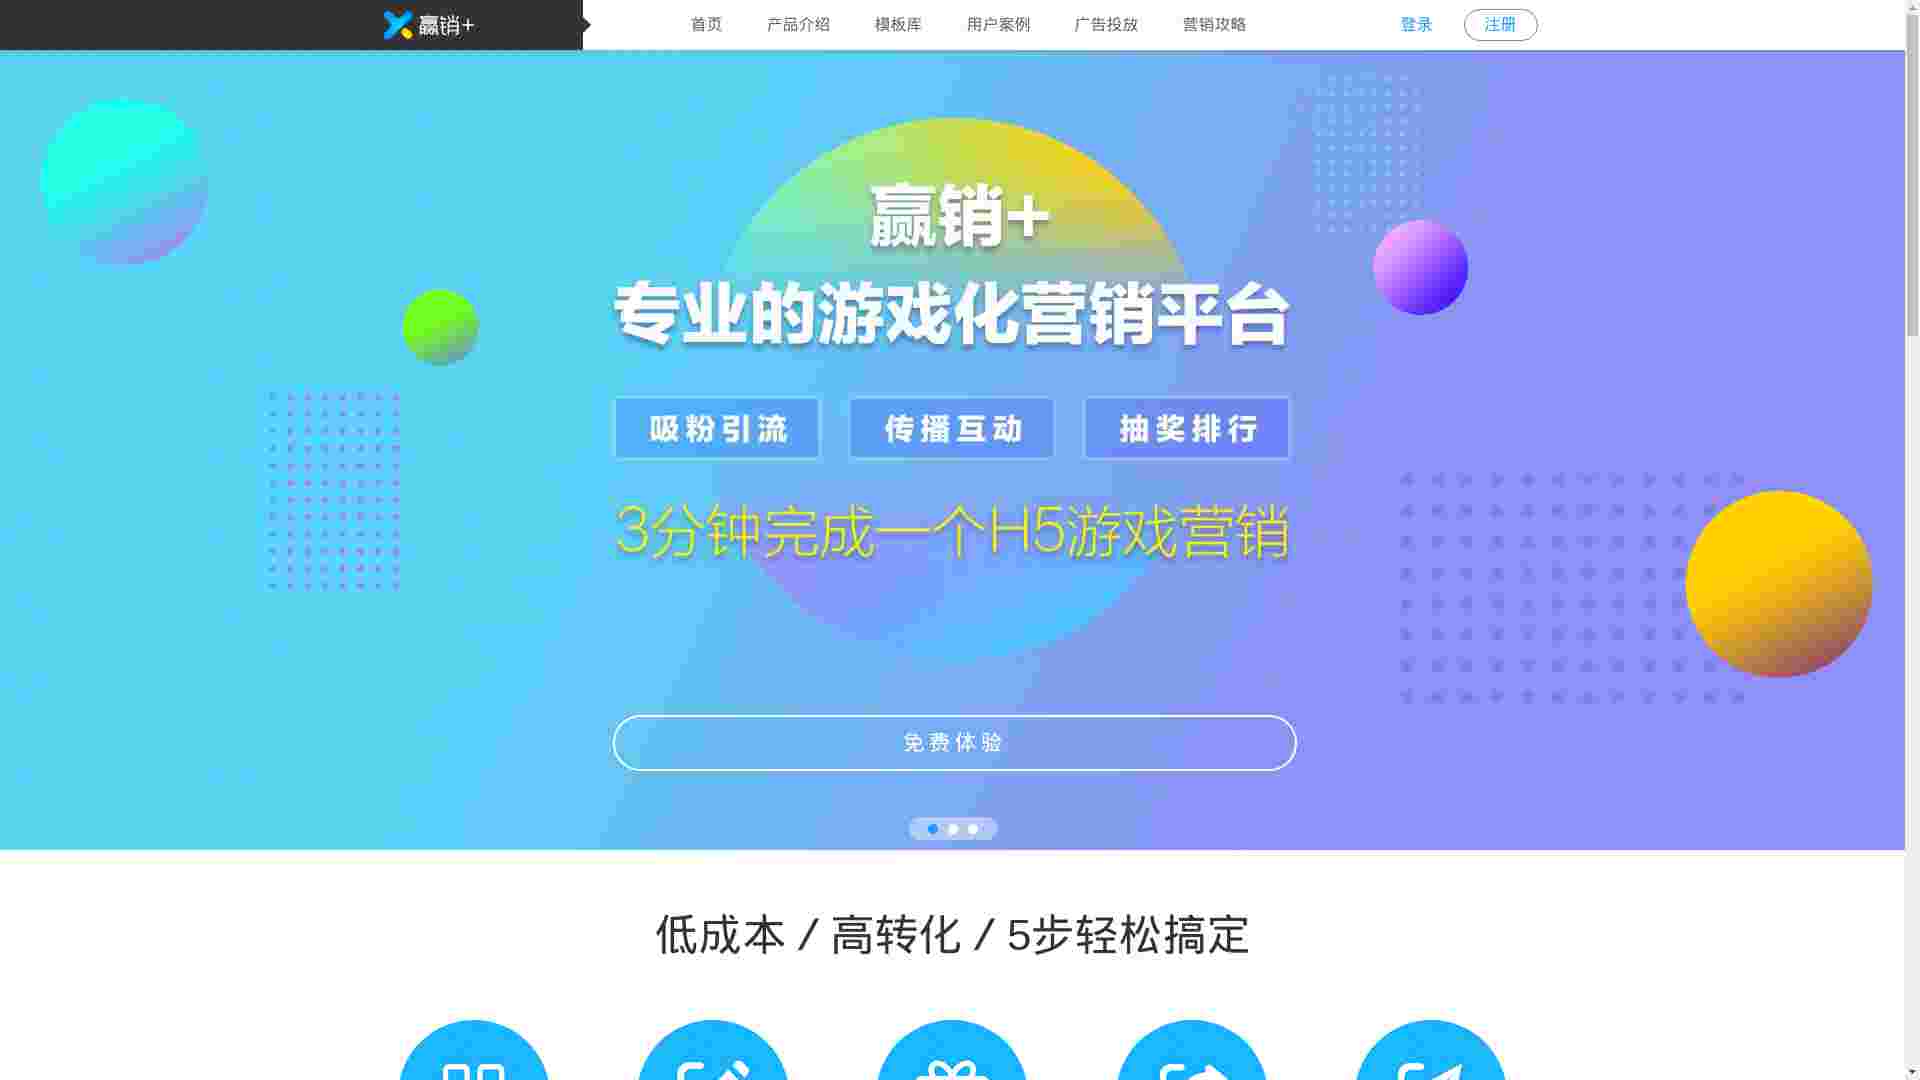 赢销+
首页 产品介绍 模板库 用户案例 广告投放 营销攻略 登录 注册
赢销+
专业的游戏化营销平台
吸粉引流 传播互动 抽奖排行
3分钟完成一个H5游戏营销
免费体验
低成本 / 高转化 / 5步轻松搞定